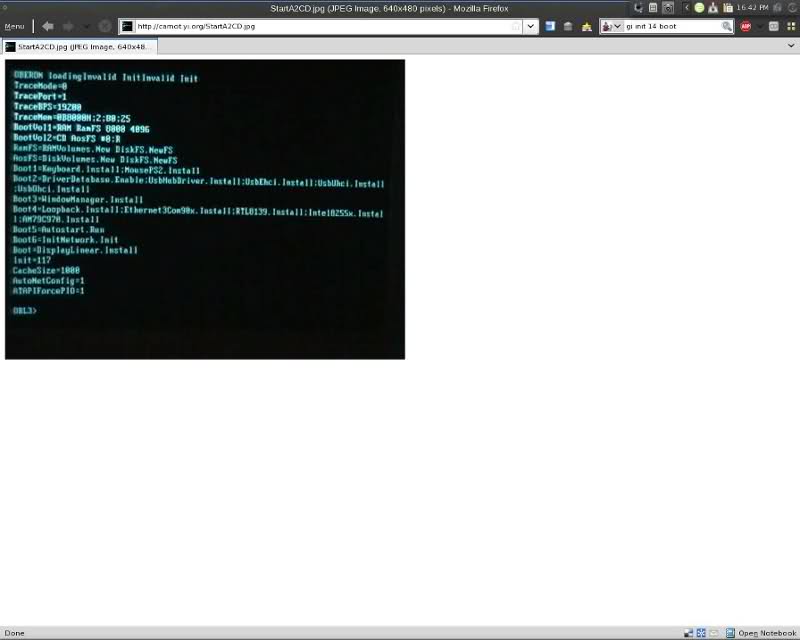 StartA2CD.jpg (JPEG Image, 640x480 pixels) - Mozilla Firefox
16:42 PM
Menu
http://camot.yi.org/StartA2CD.jpg
gi init 14 boot
ABP
StartA2CD.jpg (JPEG Image, 640x48...
OBERON loadingInvalid InitInvalid Init
TraceMode=0
TracePort=1
TraceBPS=19200
TraceMem=0B8000H;2;80;25
BootVol1=RAM RamFS 8000 4096
BootVol2=CD AosFS #0;R
RamFS=RAMVolumes.New DiskFS.NewFS
AosFS=DiskVolumes.New DiskFS.NewFS
Boot1=Keyboard.Install;MousePS2.Install
Boot2=DriverDatabase.Enable;UsbHubDriver.Install;UsbEhci.Install;UsbUhci.Install
;UsbOhci.Install
Boot3=WindowManager.Install
Boot4=Loopback.Install;Ethernet3Com90x.Install;RTL8139.Install;Intel8255x.Instal
l;AM79C970.Install
Boot5=Autostart.Run
Boot6=InitNetwork.Init
Boot=DisplayLinear.Install
Init=117
CacheSize=1000
AutoNetConfig=1
ATAPIForcePIO=1
OBL3>
Done
Open Notebook